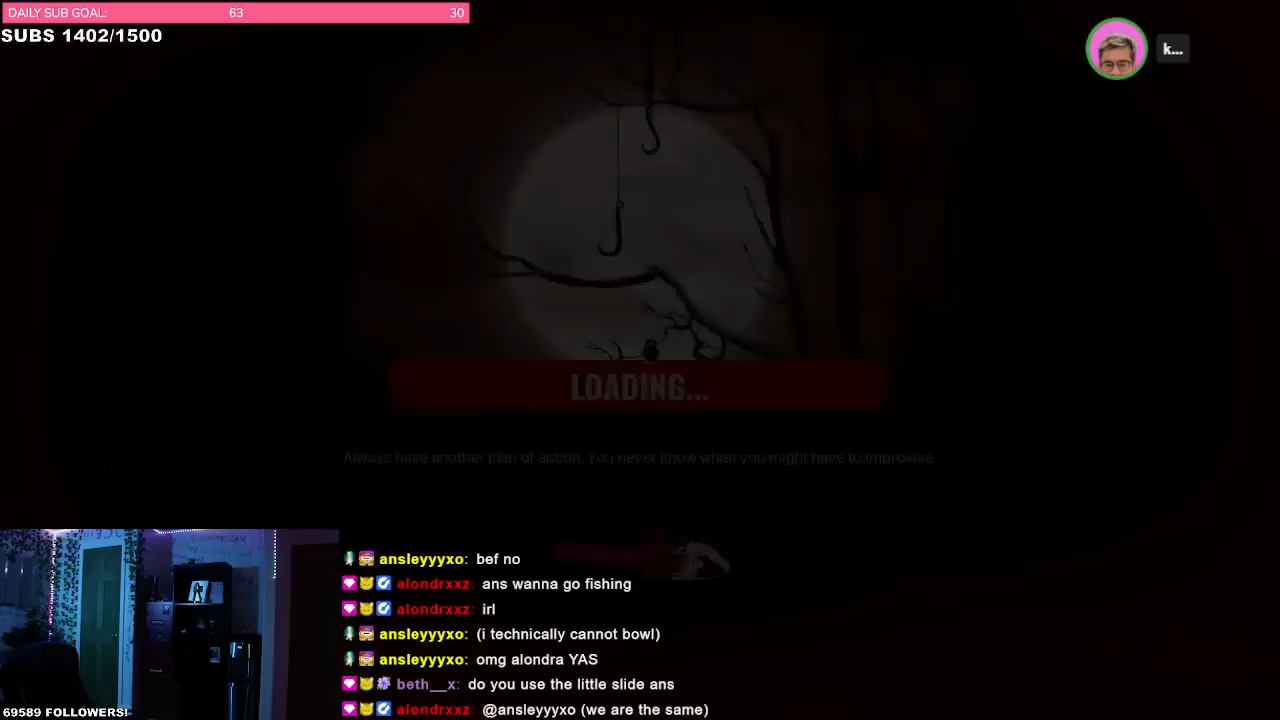 DAILY SUB GOAL: 63 30
SUBS 1402/1500
k...
LOADING...
Always have another plan of action. You never know what you might have to improvise.
ansleyyyxo: bef no
alondrxxz: ans wanna go fishing
alondrxxz: irl
ansleyyyxo: (i technically cannot bowl)
ansleyyyxo: omg alondra YAS
beth__x: do you use the little slide ans
alondrxxz: @ansleyyyxo (we are the same)
69589 FOLLOWERS!